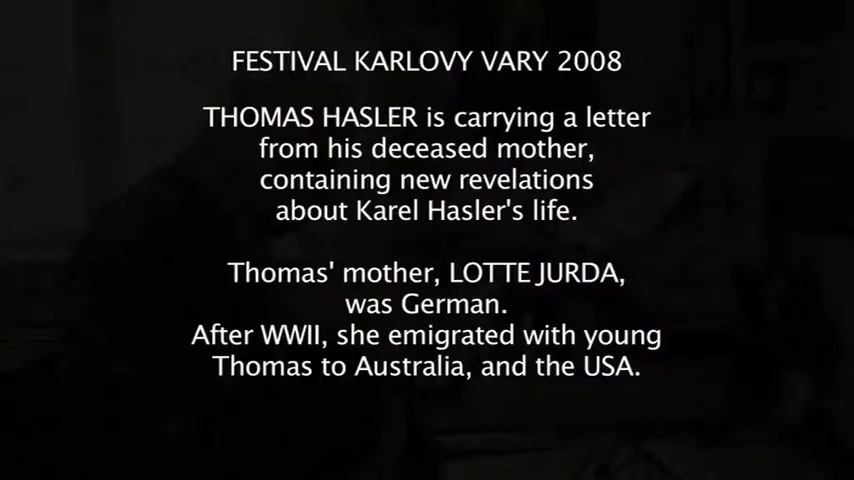 FESTIVAL KARLOVY VARY 2008
THOMAS HASLER is carrying a letter
from his deceased mother,
containing new revelations
about Karel Hasler's life.
Thomas' mother, LOTTE JURDA,
was German.
After WWII, she emigrated with young
Thomas to Australia, and the USA.